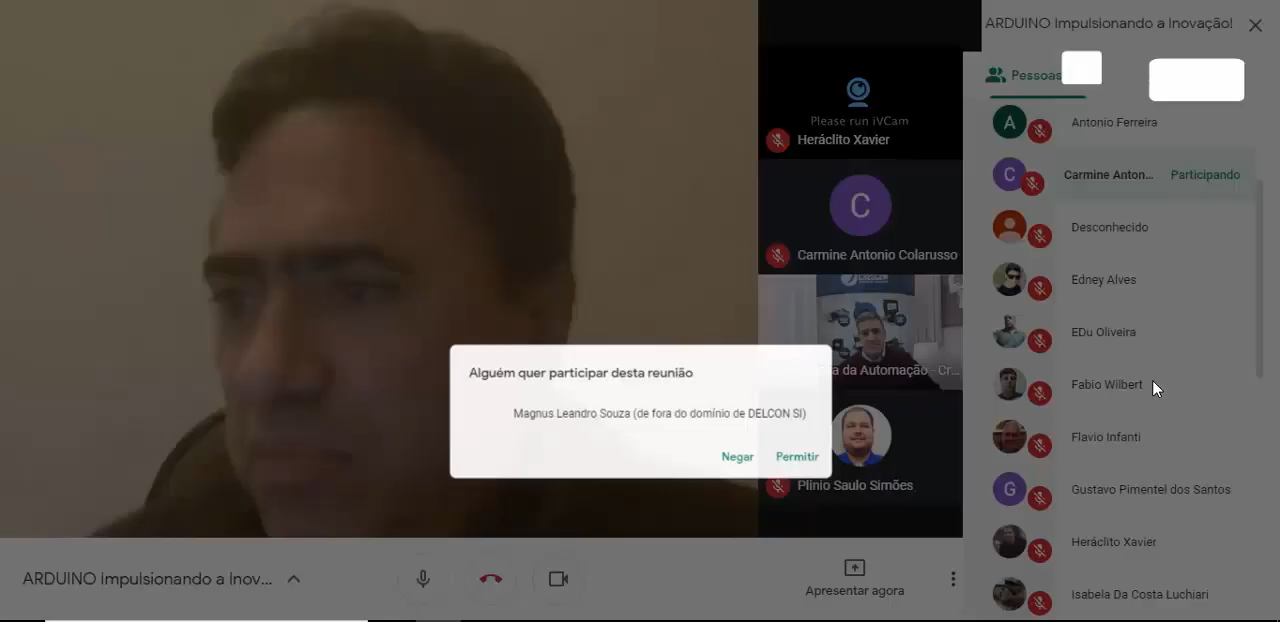 ARDUINO Impulsionando a Inovação!
Pessoas
Please run iVCam
Heráclito Xavier
Carmine Antonio Colarusso
da Automação - Cr...
Plinio Saulo Simões
Antonio Ferreira
A
Carmine Anton... Participando
C
Desconhecido
Edney Alves
EDu Oliveira
Fabio Wilbert
Flavio Infanti
Gustavo Pimentel dos Santos
G
Heráclito Xavier
Isabela Da Costa Luchiari
C
Alguém quer participar desta reunião
Magnus Leandro Souza (de fora do domínio de DELCON SI)
Negar Permitir
ARDUINO Impulsionando a Inov...
Apresentar agora